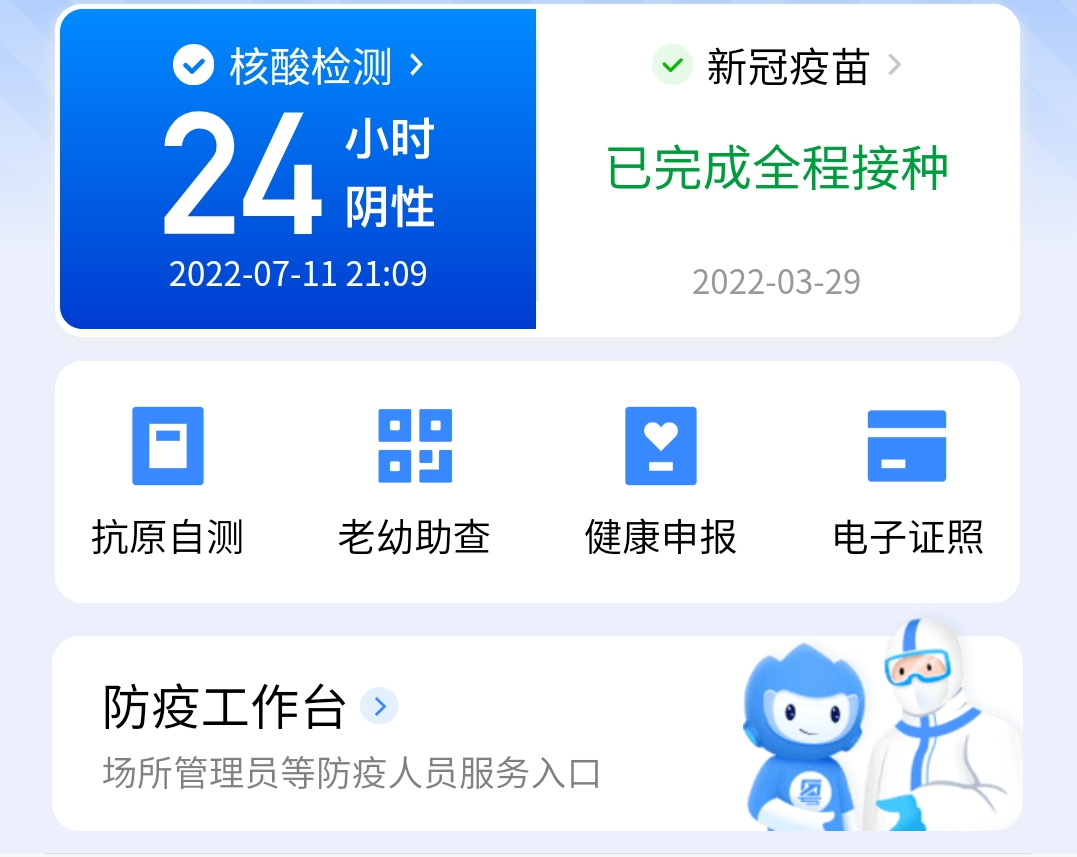 核酸检测
24 小时
阴性
2022-07-11 21:09
新冠疫苗
已完成全程接种
2022-03-29
抗原自测
老幼助查
健康申报
电子证照
防疫工作台
场所管理员等防疫人员服务入口
粤